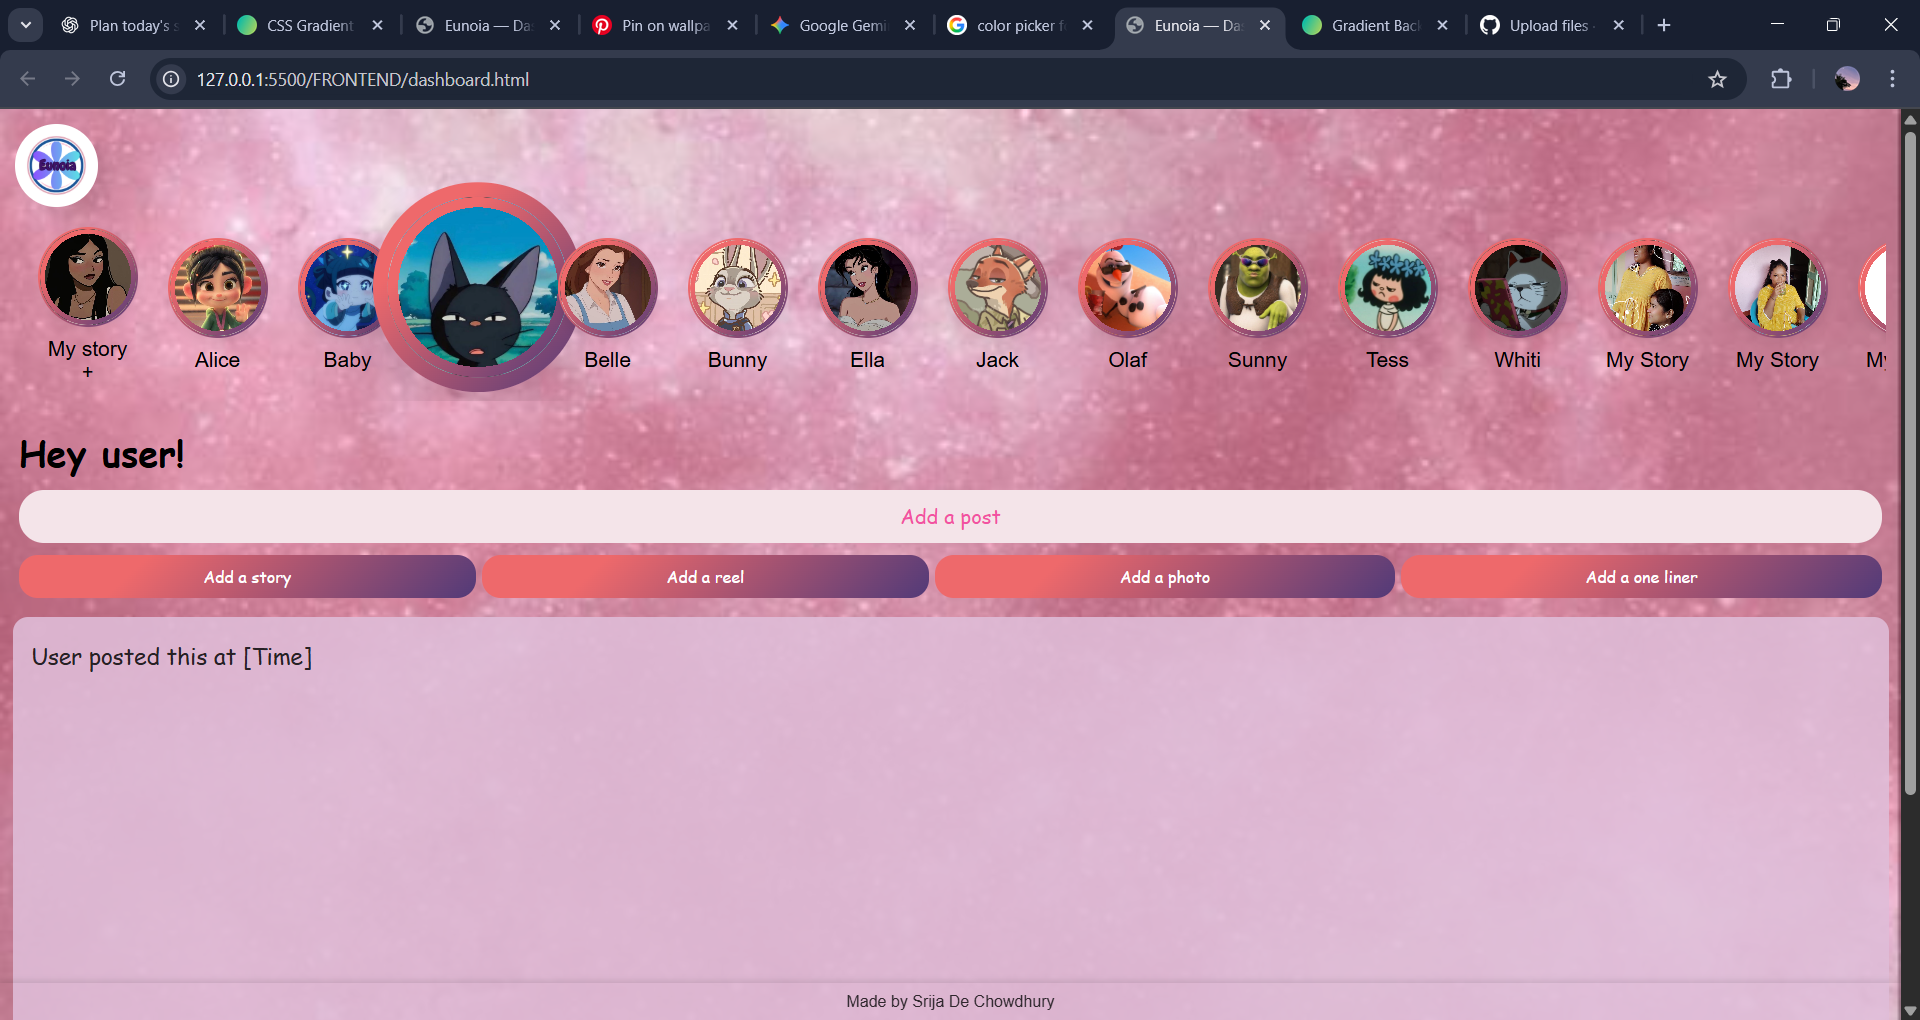 Plan today's s
CSS Gradient
Eunoia — Da
Pin on wallpa
Google Gemi
color picker f
Eunoia — Da
Gradient Bac
Upload files
127.0.0.1:5500/FRONTEND/dashboard.html
Eunoia
My story
+
Alice
Baby
Belle
Bunny
Ella
Jack
Olaf
Sunny
Tess
Whiti
My Story
My Story
My
Hey user!
Add a post
Add a story
Add a reel
Add a photo
Add a one liner
User posted this at [Time]
Made by Srija De Chowdhury